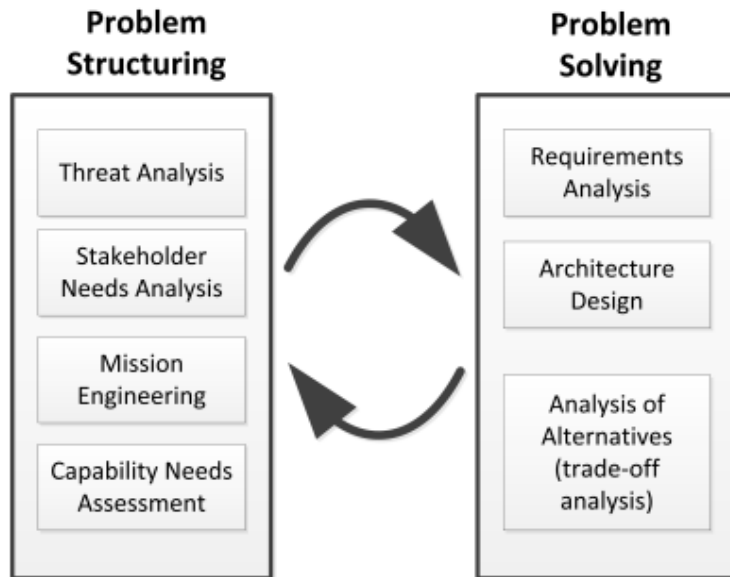 Problem
Structuring
Threat Analysis
Stakeholder
Needs Analysis
Mission
Engineering
Capability Needs
Assessment
Problem
Solving
Requirements
Analysis
Architecture
Design
Analysis of
Alternatives
(trade-off
analysis)